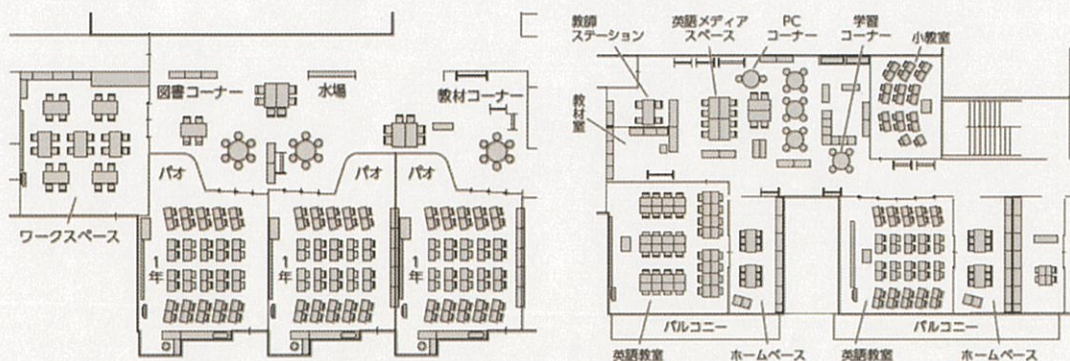 図書コーナー
水場
教材コーナー
パオ
パオ
パオ
ワークスペース
1年
1年
1年
教師
ステーション
英語メディア
スペース
PC
コーナー
学習
コーナー
小教室
教材室
バルコニー
バルコニー
英語教室
ホームベース
英語教室
ホームベース